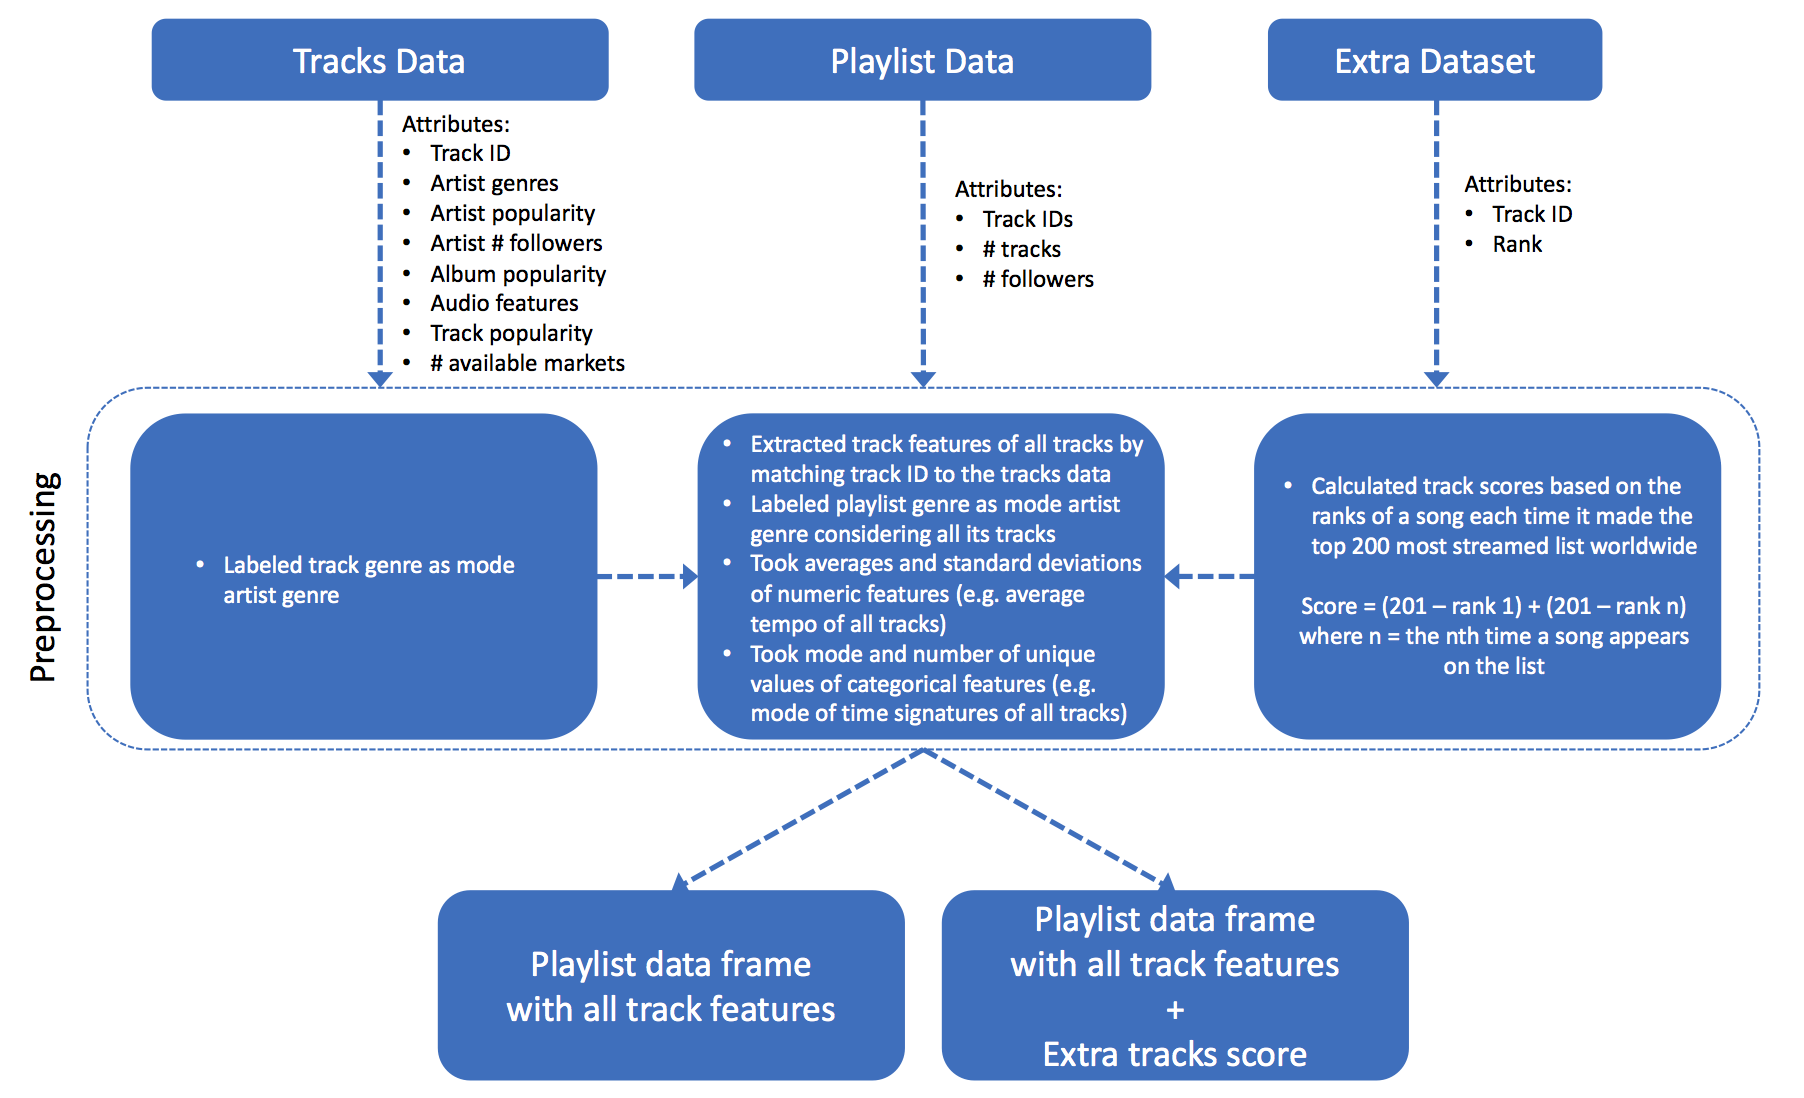 Tracks Data
Playlist Data
Extra Dataset
Attributes:
• Track ID
• Artist genres
• Artist popularity
• Artist # followers
• Album popularity
• Audio features
• Track popularity
• # available markets
Attributes:
• Track IDs
• # tracks
• # followers
Attributes:
• Track ID
• Rank
Preprocessing
• Labeled track genre as mode
artist genre
• Extracted track features of all tracks by
matching track ID to the tracks data
• Labeled playlist genre as mode artist
genre considering all its tracks
• Took averages and standard deviations
of numeric features (e.g. average
tempo of all tracks)
• Took mode and number of unique
values of categorical features (e.g.
mode of time signatures of all tracks)
• Calculated track scores based on the
ranks of a song each time it made the
top 200 most streamed list worldwide
Score = (201 – rank 1) + (201 – rank n)
where n = the nth time a song appears
on the list
Playlist data frame
with all track features
Playlist data frame
with all track features
+
Extra tracks score